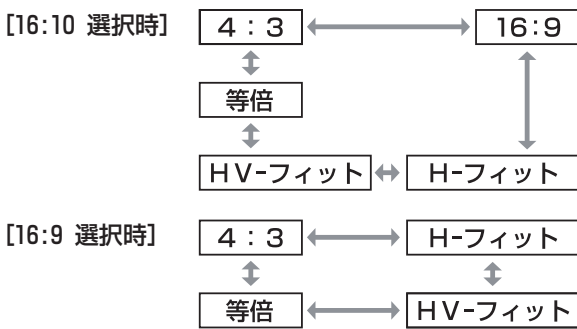 [16:10 選択時]
4：3
16:9
等倍
HV-フィット
H-フィット
[16:9 選択時]
4：3
H-フィット
等倍
HV-フィット